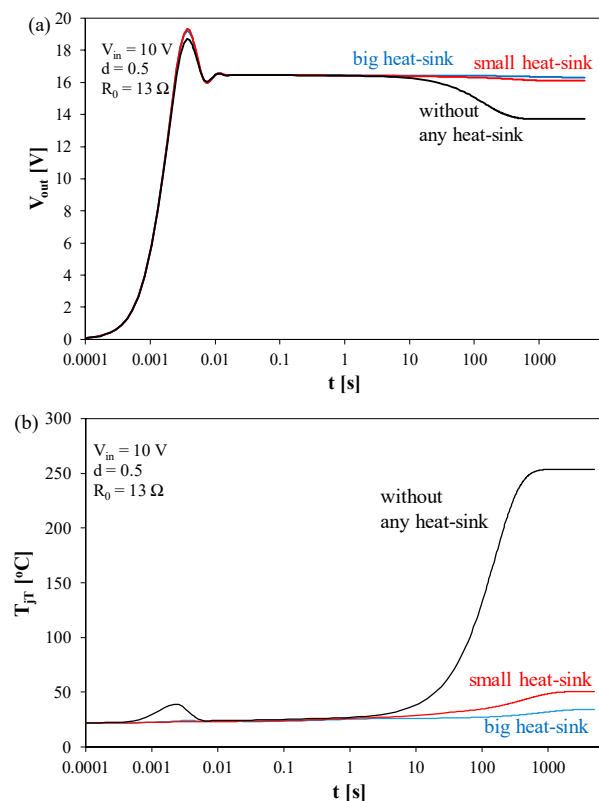 (a)
V_out [V]
20
18
16
14
12
10
8
6
4
2
0
V_in = 10 V
d = 0.5
R_0 = 13 Ω
big heat-sink
small heat-sink
without
any heat-sink
0.0001
0.001
0.01
0.1
1
10
100
1000
t [s]
(b)
T_jT [°C]
300
250
200
150
100
50
0
V_in = 10 V
d = 0.5
R_0 = 13 Ω
without
any heat-sink
small heat-sink
big heat-sink
0.0001
0.001
0.01
0.1
1
10
100
1000
t [s]